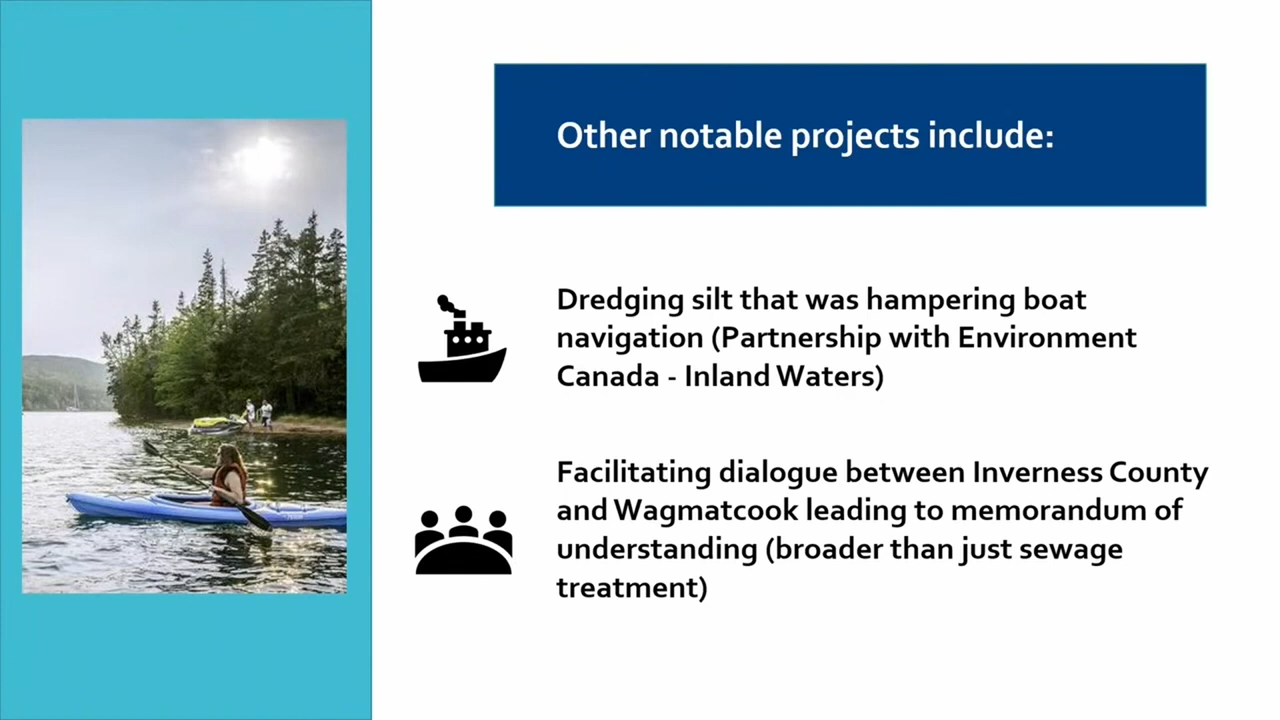 Other notable projects include:
Dredging silt that was hampering boat
navigation (Partnership with Environment
Canada - Inland Waters)
Facilitating dialogue between Inverness County
and Wagmatcook leading to memorandum of
understanding (broader than just sewage
treatment)